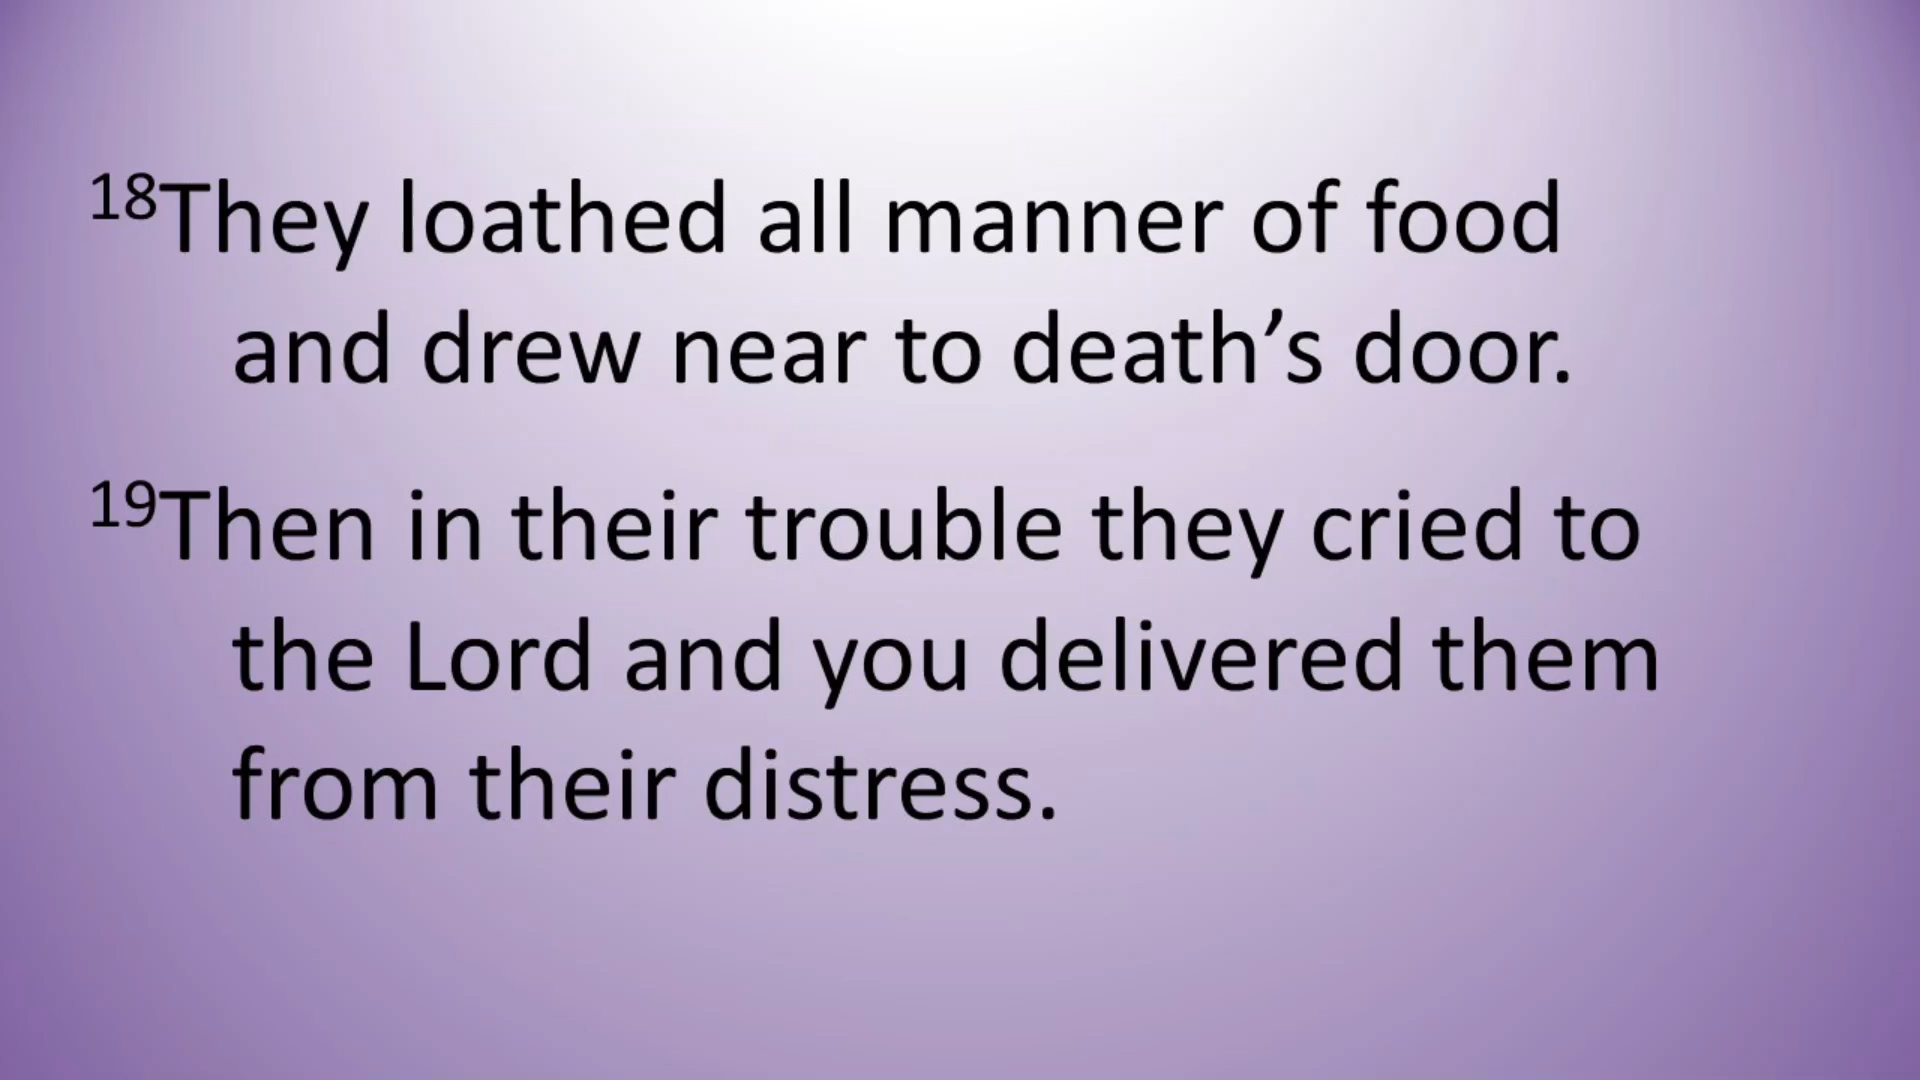 18They loathed all manner of food
and drew near to death’s door.
19Then in their trouble they cried to
the Lord and you delivered them
from their distress.